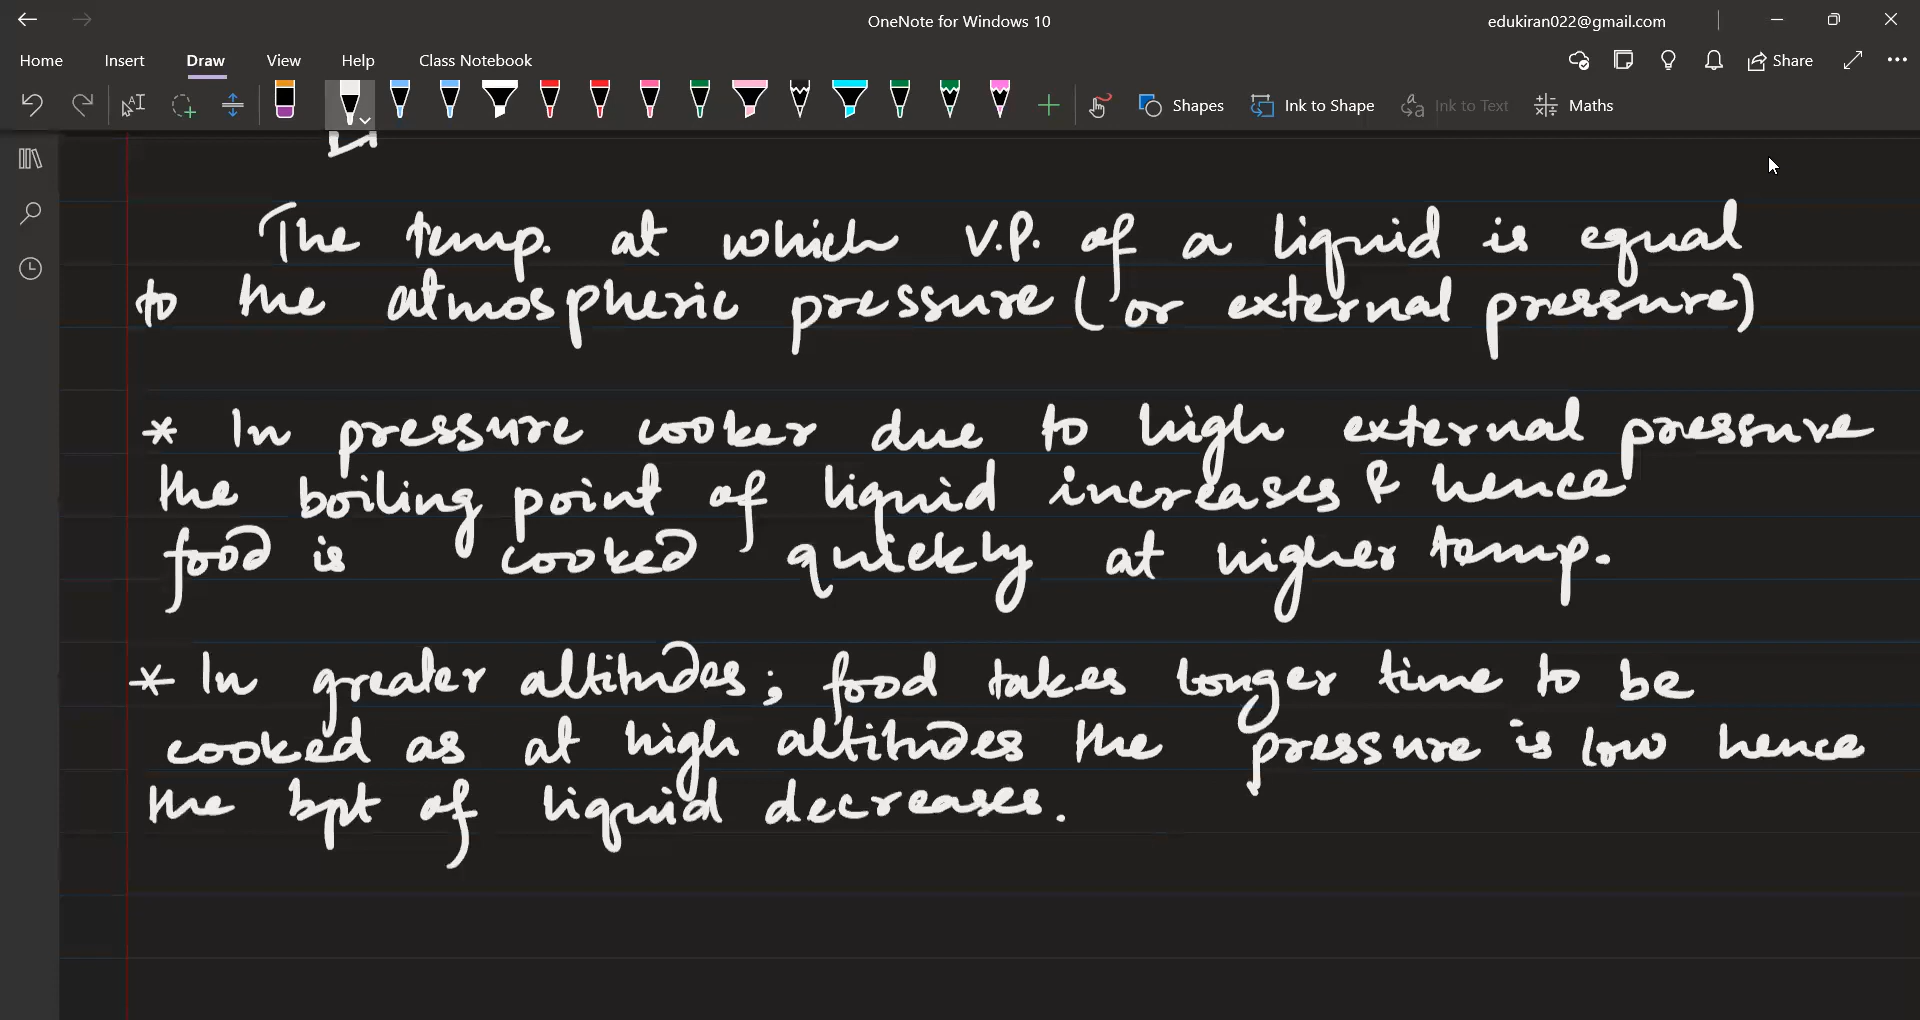 OneNote for Windows 10
edukiran022@gmail.com
Home Insert Draw View Help Class Notebook
Share
Shapes Ink to Shape Ink to Text Maths
The temp. at which v.P. of a liquid is equal
to the atmospheric pressure (or external pressure)
* In pressure cooker due to high external pressure
the boiling point of liquid increases & hence
food is cooked quickly at higher temp.
* In greater altitudes; food takes longer time to be
cooked as at high altitudes the pressure is low hence
the bpt of liquid decreases.